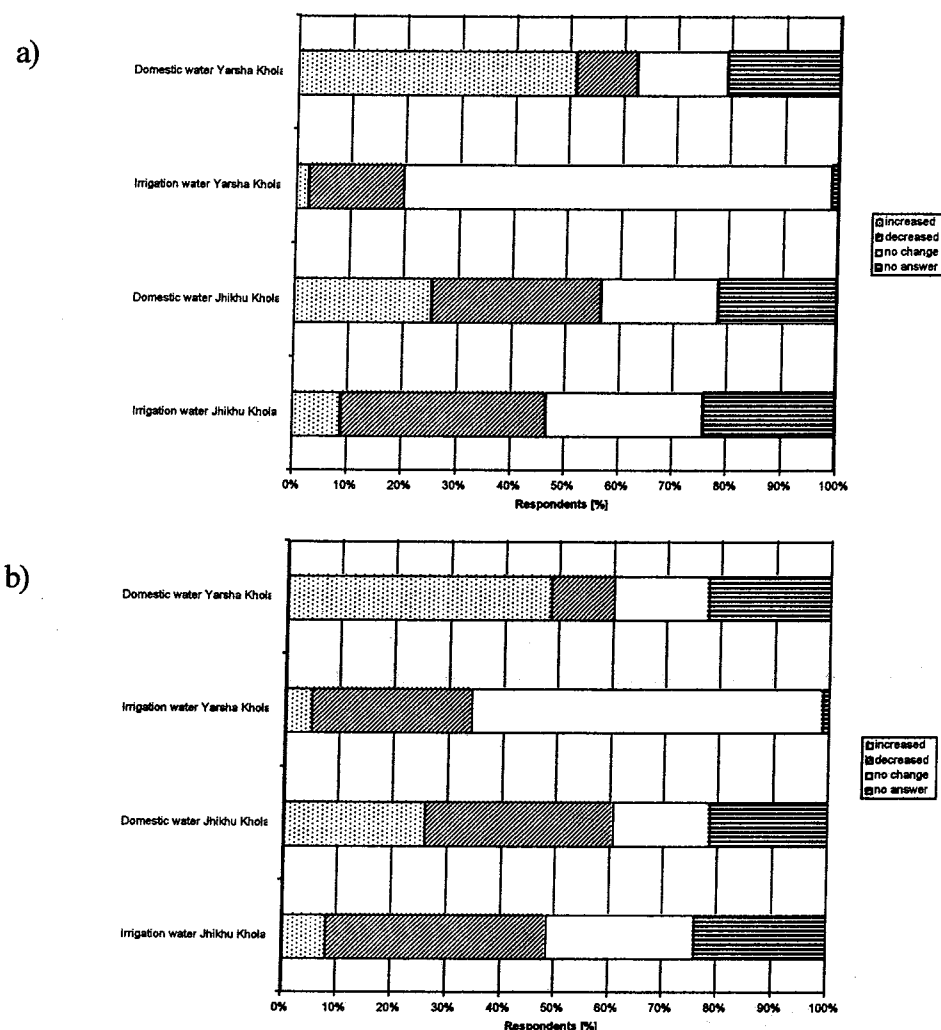 a)
Domestic water Yarsha Khola
Irrigation water Yarsha Khola
Domestic water Jhikhu Khola
Irrigation water Jhikhu Khola
0% 10% 20% 30% 40% 50% 60% 70% 80% 90% 100%
Respondents [%]
increased
decreased
no change
no answer
b)
Domestic water Yarsha Khola
Irrigation water Yarsha Khola
Domestic water Jhikhu Khola
Irrigation water Jhikhu Khola
0% 10% 20% 30% 40% 50% 60% 70% 80% 90% 100%
Respondents [%]
increased
decreased
no change
no answer